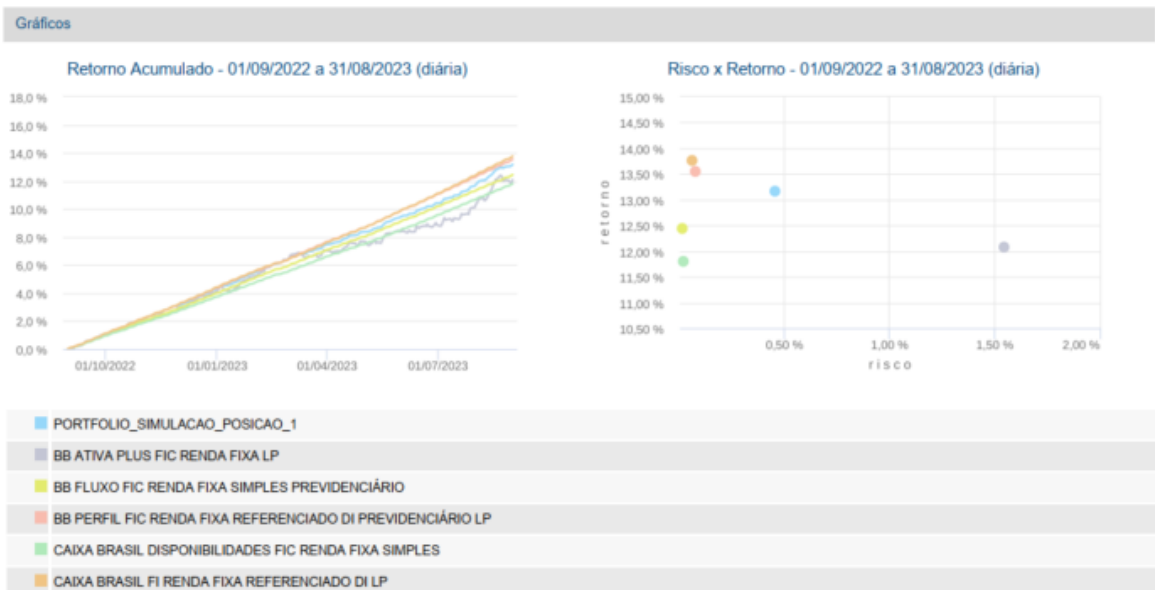 Gráficos
Retorno Acumulado - 01/09/2022 a 31/08/2023 (diária)
18,0 %
16,0 %
14,0 %
12,0 %
10,0 %
8,0 %
6,0 %
4,0 %
2,0 %
0,0 %
01/10/2022 01/01/2023 01/04/2023 01/07/2023
Risco x Retorno - 01/09/2022 a 31/08/2023 (diária)
retorno
15,00 %
14,50 %
14,00 %
13,50 %
13,00 %
12,50 %
12,00 %
11,50 %
11,00 %
10,50 %
0,50 % 1,00 % 1,50 % 2,00 %
risco
PORTFOLIO_SIMULACAO_POSICAO_1
BB ATIVA PLUS FIC RENDA FIXA LP
BB FLUXO FIC RENDA FIXA SIMPLES PREVIDENCIÁRIO
BB PERFIL FIC RENDA FIXA REFERENCIADO DI PREVIDENCIÁRIO LP
CAIXA BRASIL DISPONIBILIDADES FIC RENDA FIXA SIMPLES
CAIXA BRASIL FI RENDA FIXA REFERENCIADO DI LP